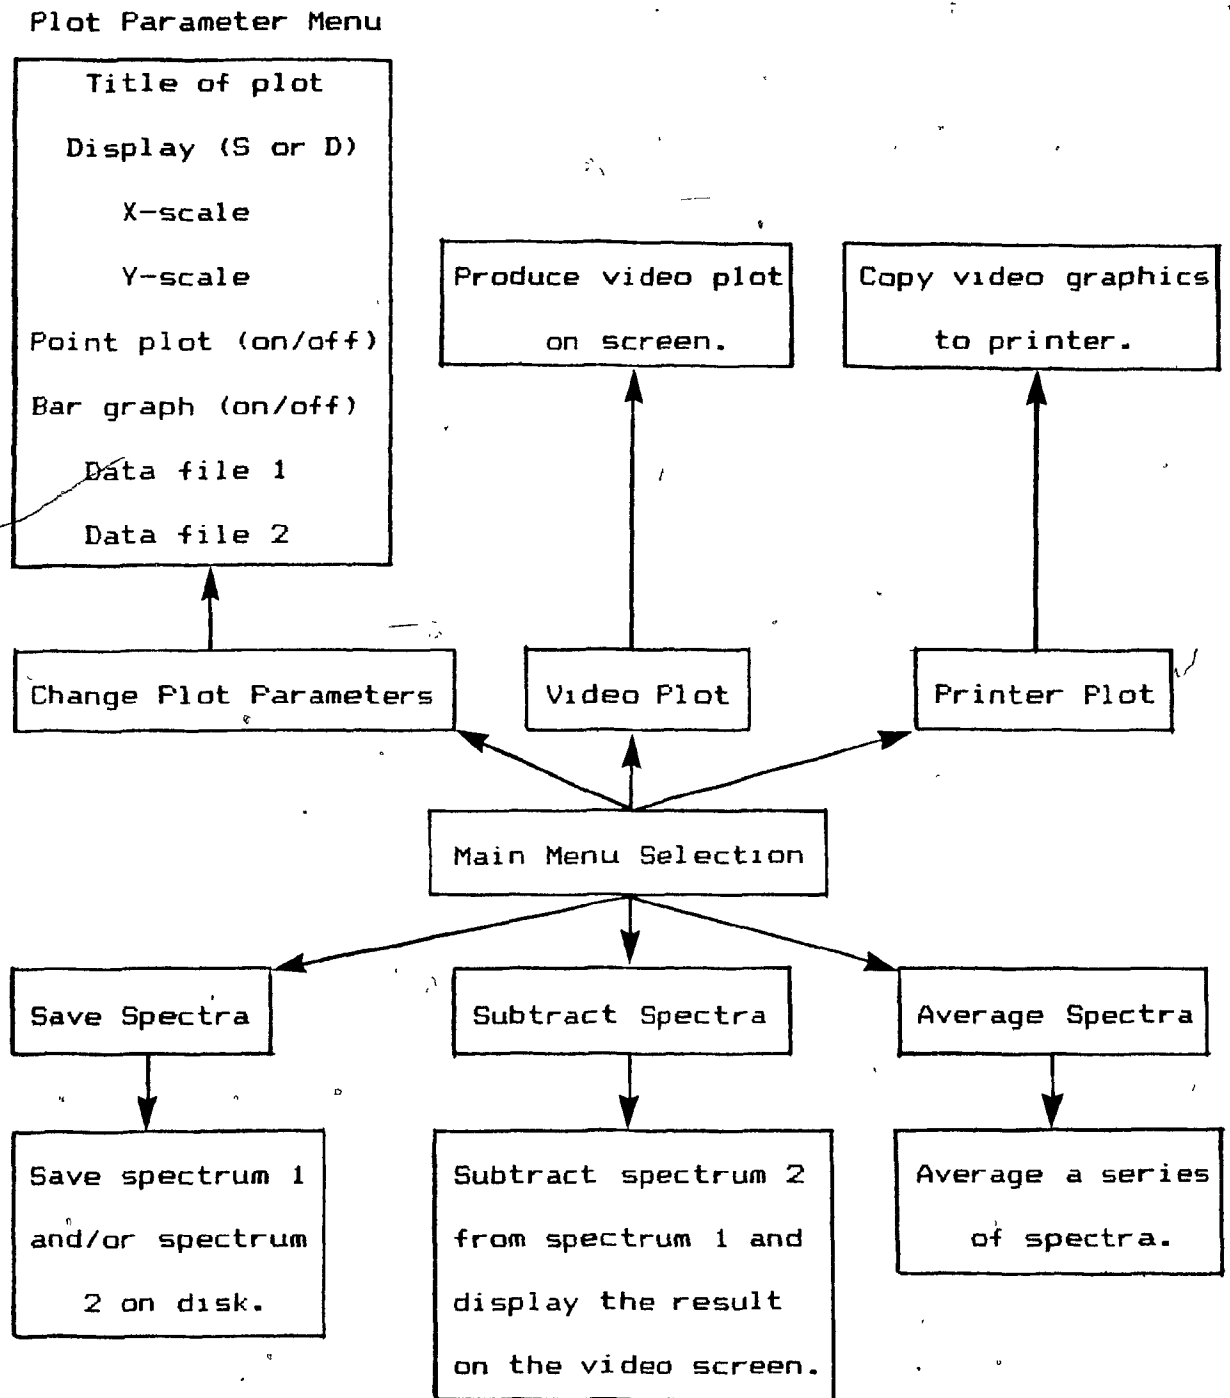 Plot Parameter Menu
Title of plot
Display (S or D)
X-scale
Y-scale
Point plot (on/off)
Bar graph (on/off)
Data file 1
Data file 2
Produce video plot
on screen.
Copy video graphics
to printer.
Change Plot Parameters
Video Plot
Printer Plot
Main Menu Selection
Save Spectra
Subtract Spectra
Average Spectra
Save spectrum 1
and/or spectrum
2 on disk.
Subtract spectrum 2
from spectrum 1 and
display the result
on the video screen.
Average a series
of spectra.